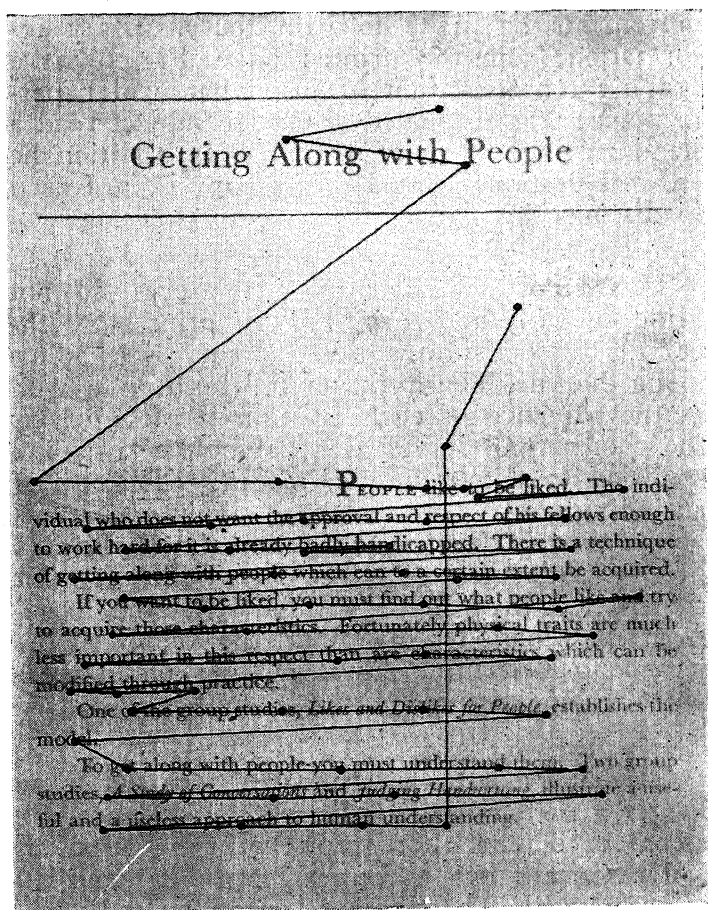 Getting Along with People
PEOPLE like to be liked. The indi-
vidual who does not want the approval and respect of his fellows enough
to work hard for it is already badly handicapped. There is a technique
of getting along with people which can to a certain extent be acquired.
If you want to be liked, you must find out what people like and try
to acquire those characteristics. Fortunately physical traits are much
less important in this respect than are characteristics which can be
modified through practice.
One of the group studies, Likes and Dislikes for People, establishes the
model.
To get along with people you must understand them. Two group
studies, A Study of Conversations and Judging Handwriting, illustrate a use-
ful and a useless approach to human understanding.